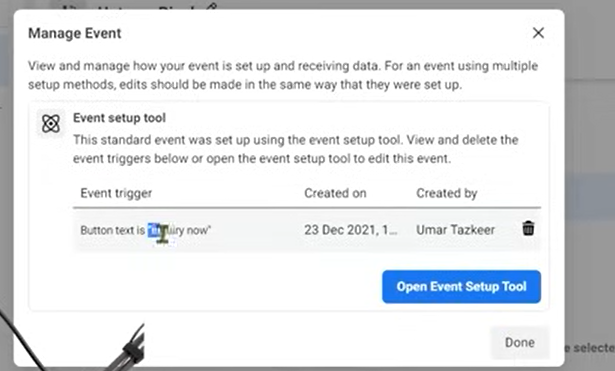 Manage Event
View and manage how your event is set up and receiving data. For an event using multiple
setup methods, edits should be made in the same way that they were set up.
Event setup tool
This standard event was set up using the event setup tool. View and delete the
event triggers below or open the event setup tool to edit this event.
Event trigger Created on Created by
Button text is now" 23 Dec 2021, 1... Umar Tazkeer
Open Event Setup Tool
Done